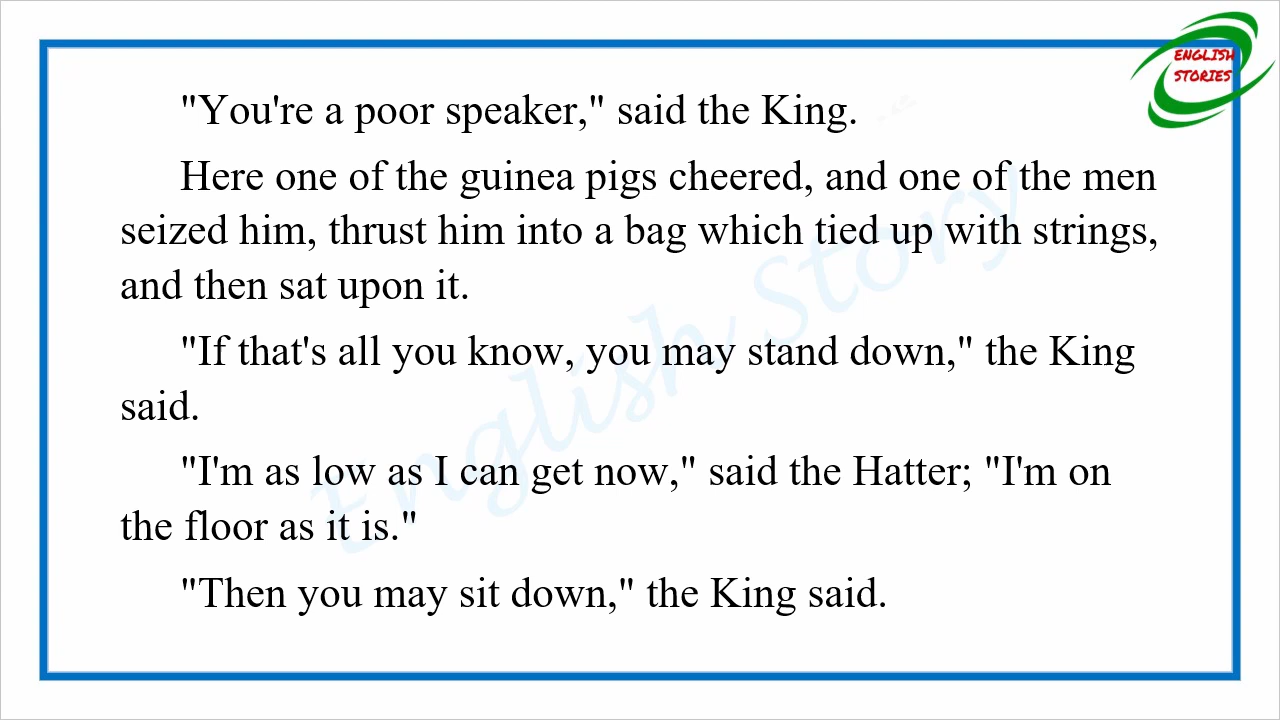 ENGLISH
STORIES
"You're a poor speaker," said the King.
Here one of the guinea pigs cheered, and one of the men
seized him, thrust him into a bag which tied up with strings,
and then sat upon it.
"If that's all you know, you may stand down," the King
said.
"I'm as low as I can get now," said the Hatter; "I'm on
the floor as it is."
"Then you may sit down," the King said.
English Story